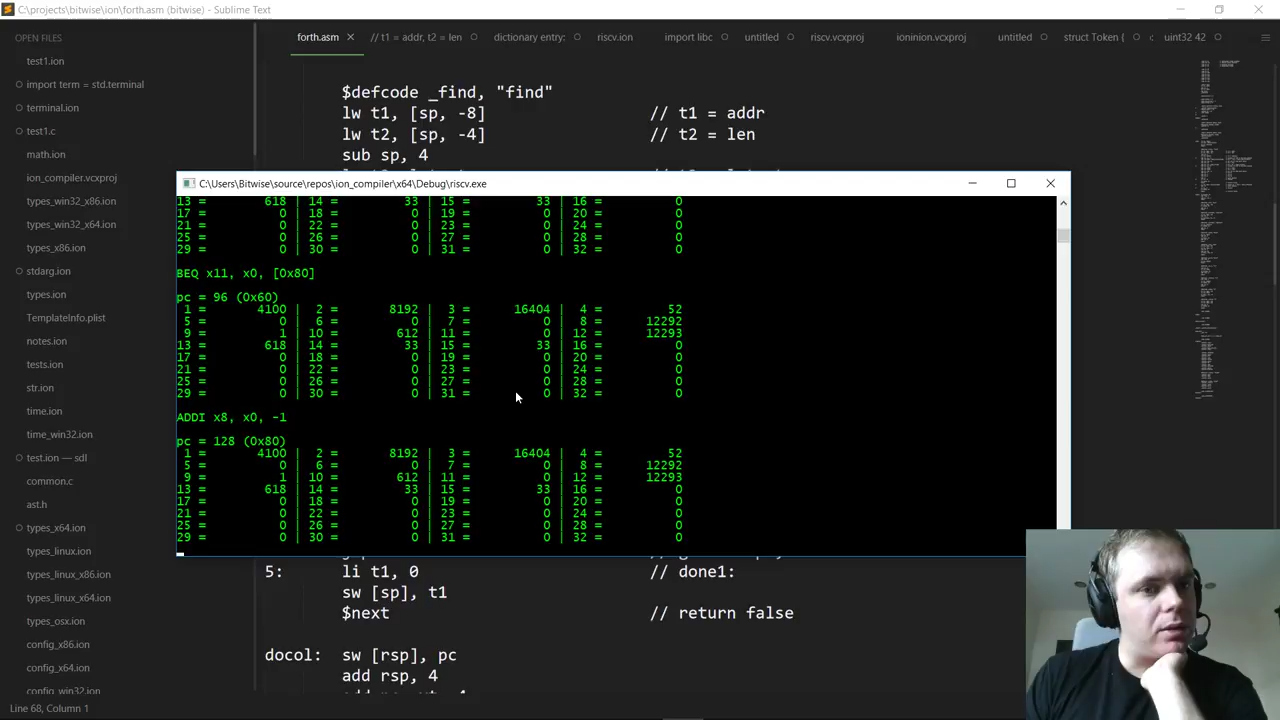 C:\projects\bitwise\ion\forth.asm (bitwise) - Sublime Text
OPEN FILES
test1.ion
import term = std.terminal
terminal.ion
test1.c
math.ion
ion_compiler.vcxproj
types_win32_x86.ion
types_win32_x64.ion
types_x86.ion
stdarg.ion
types.ion
TemplateInfo.plist
notes.ion
tests.ion
str.ion
time.ion
time_win32.ion
test.ion — sdl
common.c
ast.h
types_x64.ion
types_linux.ion
types_linux_x86.ion
types_linux_x64.ion
types_osx.ion
config_x86.ion
config_x64.ion
config_win32.ion
Line 68, Column 1
forth.asm
// t1 = addr, t2 = len
dictionary entry:
riscv.ion
import libc
untitled
riscv.vcxproj
ioninion.vcxproj
untitled
struct Token {
uint32 42
$defcode _find, "find"
lw t1, [sp, -8] // t1 = addr
lw t2, [sp, -4] // t2 = len
sub sp, 4
C:\Users\Bitwise\source\repos\ion_compiler\x64\Debug\riscv.exe
13 = 618 | 14 = 33 | 15 = 33 | 16 = 0
17 = 0 | 18 = 0 | 19 = 0 | 20 = 0
21 = 0 | 22 = 0 | 23 = 0 | 24 = 0
25 = 0 | 26 = 0 | 27 = 0 | 28 = 0
29 = 0 | 30 = 0 | 31 = 0 | 32 = 0
BEQ x11, x0, [0x80]
pc = 96 (0x60)
1 = 4100 | 2 = 8192 | 3 = 16404 | 4 = 52
5 = 0 | 6 = 0 | 7 = 0 | 8 = 12292
9 = 1 | 10 = 612 | 11 = 0 | 12 = 12293
13 = 618 | 14 = 33 | 15 = 33 | 16 = 0
17 = 0 | 18 = 0 | 19 = 0 | 20 = 0
21 = 0 | 22 = 0 | 23 = 0 | 24 = 0
25 = 0 | 26 = 0 | 27 = 0 | 28 = 0
29 = 0 | 30 = 0 | 31 = 0 | 32 = 0
ADDI x8, x0, -1
pc = 128 (0x80)
1 = 4100 | 2 = 8192 | 3 = 16404 | 4 = 52
5 = 0 | 6 = 0 | 7 = 0 | 8 = 12292
9 = 1 | 10 = 612 | 11 = 0 | 12 = 12293
13 = 618 | 14 = 33 | 15 = 33 | 16 = 0
17 = 0 | 18 = 0 | 19 = 0 | 20 = 0
21 = 0 | 22 = 0 | 23 = 0 | 24 = 0
25 = 0 | 26 = 0 | 27 = 0 | 28 = 0
29 = 0 | 30 = 0 | 31 = 0 | 32 = 0
5: li t1, 0 // done1:
sw [sp], t1
$next // return false
docol: sw [rsp], pc
add rsp, 4